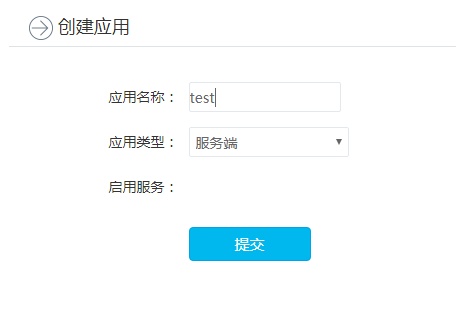 创建应用
应用名称： test
应用类型： 服务端
启用服务：
提交